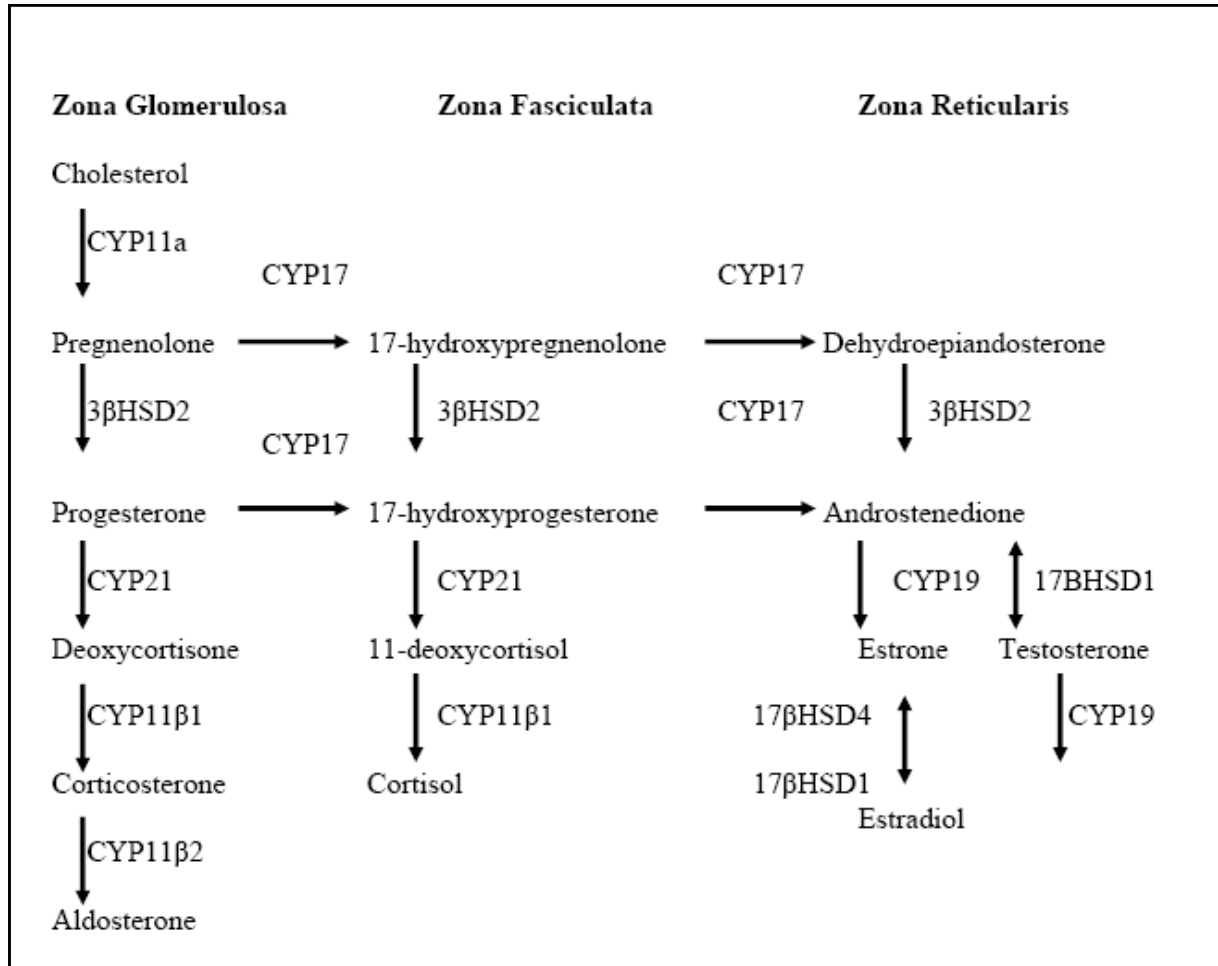 Zona Glomerulosa Zona Fasciculata Zona Reticularis
Cholesterol
CYP11a
CYP17 CYP17
Pregnenolone 17-hydroxypregnenolone Dehydroepiandosterone
3βHSD2 3βHSD2 CYP17 3βHSD2
CYP17
Progesterone 17-hydroxyprogesterone Androstenedione
CYP21 CYP21 CYP19 17BHSD1
Deoxycortisone 11-deoxycortisol Estrone Testosterone
CYP11β1 CYP11β1 17βHSD4 CYP19
Corticosterone Cortisol 17βHSD1
Estradiol
CYP11β2
Aldosterone